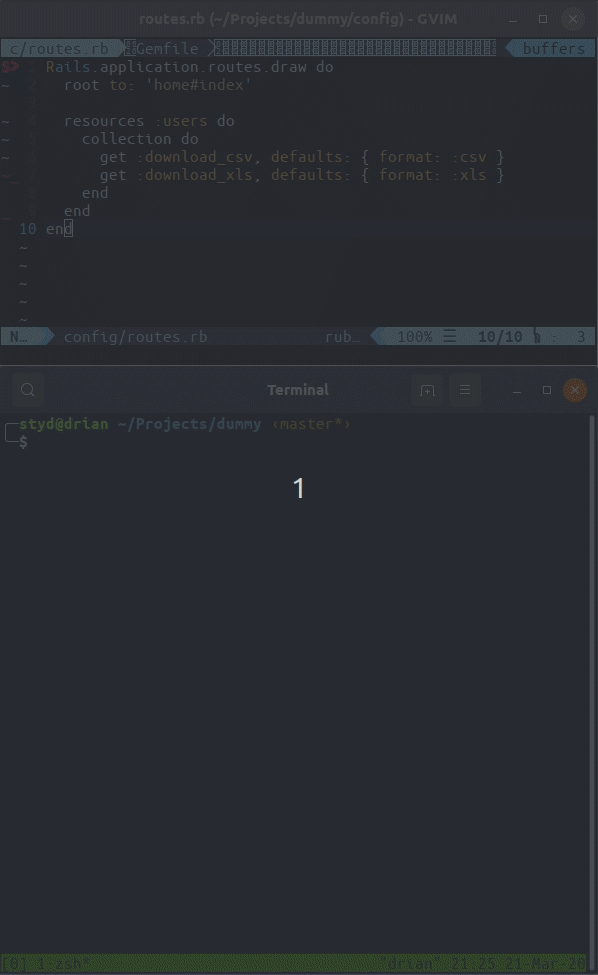 routes.rb (~/Projects/dummy/config) - GVIM
c/routes.rb Gemfile buffers
S> Rails.application.routes.draw do
~ root to: 'home#index'
~ resources :users do
~ collection do
~ get :download_csv, defaults: { format: :csv }
~ get :download_xls, defaults: { format: :xls }
end
end
10 end
~
~
~
~
~
N… config/routes.rb rub… 100% ☰ 10/10 : 3
Terminal
styd@drian ~/Projects/dummy ‹master*›
$
1
[0] 1:zsh* "drian" 21:25 21-Mar-20